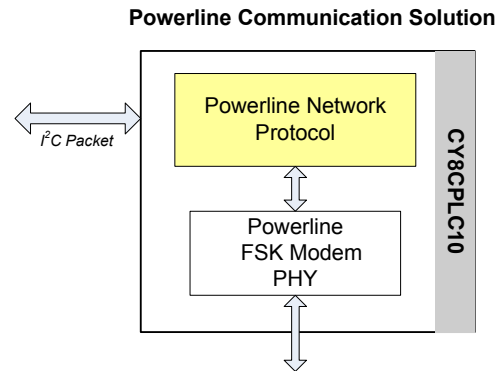 Powerline Communication Solution
I²C Packet
Powerline Network
Protocol
Powerline
FSK Modem
PHY
CY8CPLC10